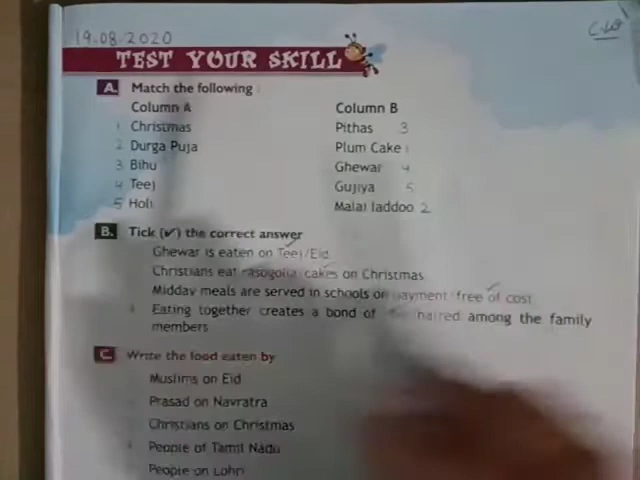 19.08.2020
C.W
TEST YOUR SKILL
A. Match the following
Column A Column B
1 Christmas Pithas 3
2 Durga Puja Plum Cake 1
3 Bihu Ghewar 4
4 Teej Gujiya 5
5 Holi Malai laddoo 2
B. Tick (✔) the correct answer
Ghewar is eaten on Teej/Eid
Christians eat rasogolla/cakes on Christmas
Midday meals are served in schools on payment/free of cost
4 Eating together creates a bond of hatred among the family
members
C. Write the food eaten by
Muslims on Eid
Prasad on Navratra
Christians on Christmas
People of Tamil Nadu
People on Lohri